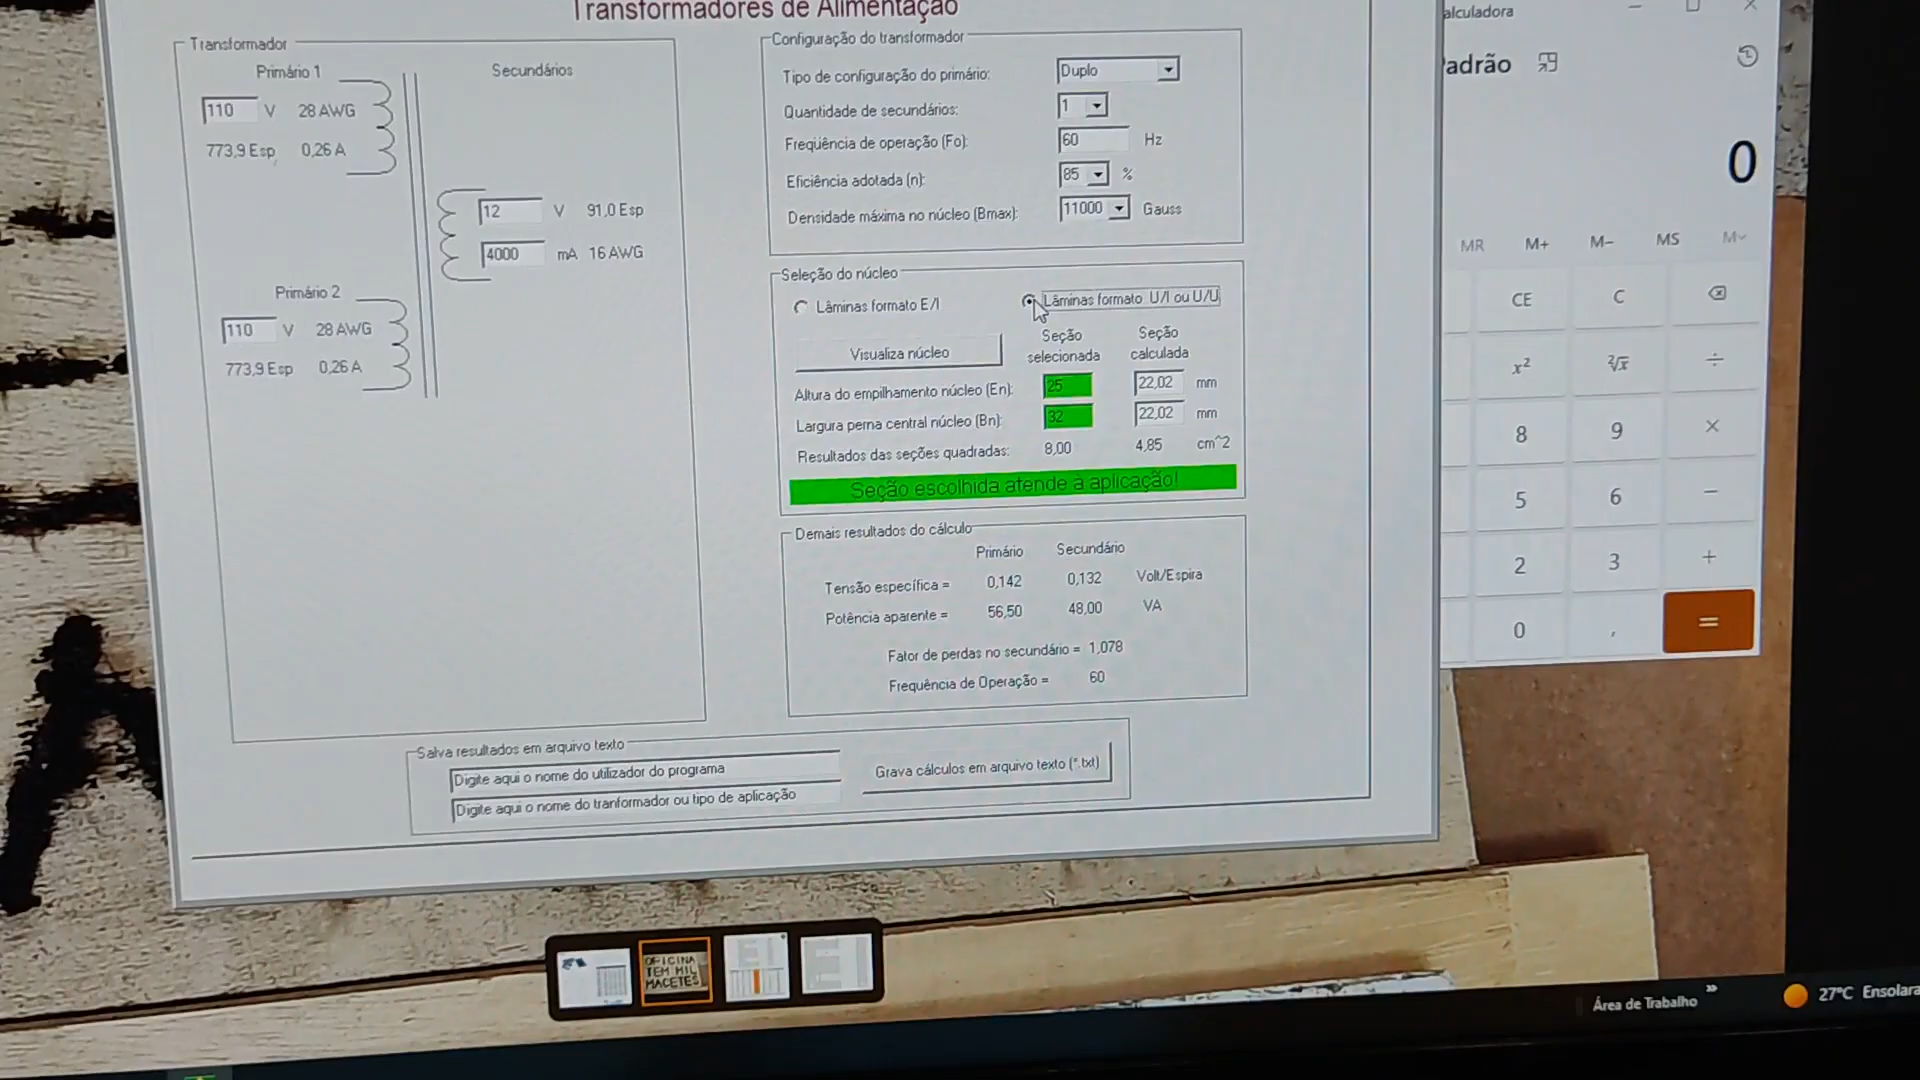 Transformadores de Alimentação
Transformador
Primário 1
110 V 28 AWG
773,9 Esp 0,26 A
Secundários
12 V 91,0 Esp
4000 mA 16 AWG
Primário 2
110 V 28 AWG
773,9 Esp 0,26 A
Configuração do transformador
Tipo de configuração do primário: Duplo
Quantidade de secundários: 1
Freqüência de operação (Fo): 60 Hz
Eficiência adotada (n): 85 %
Densidade máxima no núcleo (Bmax): 11000 Gauss
Seleção do núcleo
Lâminas formato E/I
Lâminas formato U/I ou U/U
Visualiza núcleo
Seção selecionada
Seção calculada
Altura do empilhamento núcleo (En): 25 22,02 mm
Largura perna central núcleo (Bn): 32 22,02 mm
Resultados das seções quadradas: 8,00 4,85 cm^2
Seção escolhida atende a aplicação!
Demais resultados do cálculo
Primário Secundário
Tensão específica = 0,142 0,132 Volt/Espira
Potência aparente = 56,50 48,00 VA
Fator de perdas no secundário = 1,078
Frequência de Operação = 60
Salva resultados em arquivo texto
Digite aqui o nome do utilizador do programa
Digite aqui o nome do tranformador ou tipo de aplicação
Grava cálculos em arquivo texto (*.txt)
alculadora
adrão
0
MR M+ M− MS M
CE C
x² ²√x ÷
8 9 ×
5 6 −
2 3 +
0 , =
OFICINA
TEM MIL
MACETES
Área de Trabalho
»
27°C Ensolara